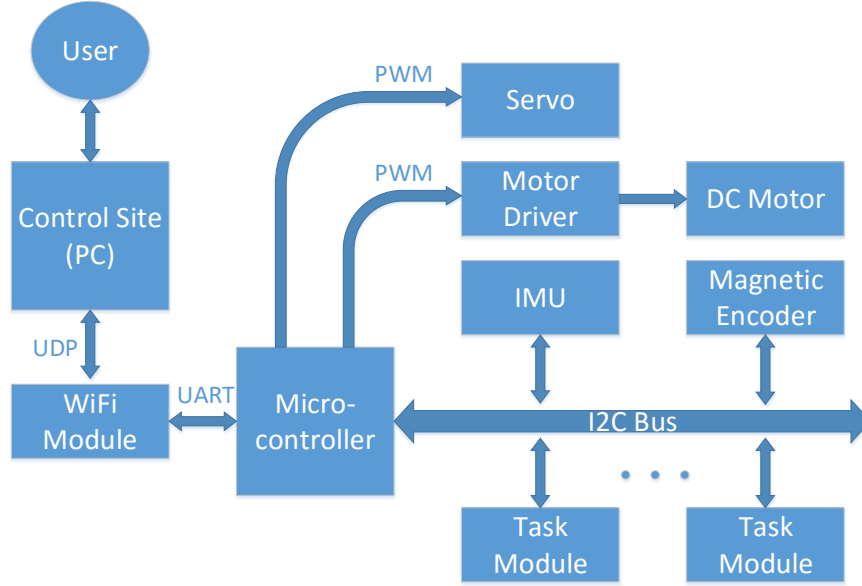 User
PWM
Servo
Control Site
(PC)
PWM
Motor
Driver
DC Motor
IMU
Magnetic
Encoder
UDP
WiFi
Module
UART
Micro-
controller
I2C Bus
Task
Module
Task
Module